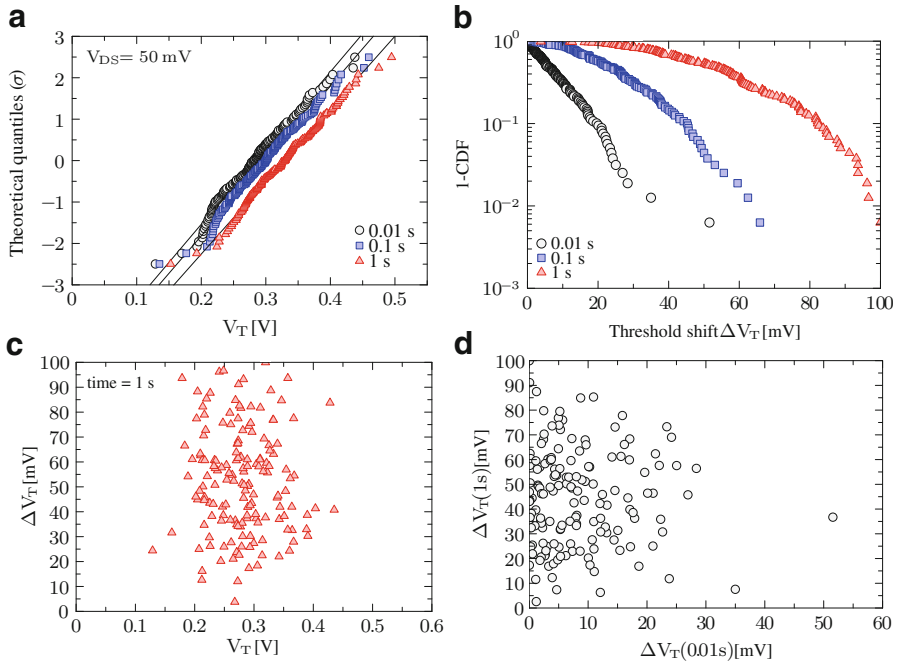 a
V_DS= 50 mV
Theoretical quantiles (σ)
3
2
1
0
-1
-2
-3
0.01 s
0.1 s
1 s
0
0.1
0.2
0.3
0.4
0.5
V_T [V]
b
1-CDF
10^0
10^-1
10^-2
10^-3
0.01 s
0.1 s
1 s
0
20
40
60
80
100
Threshold shift ΔV_T [mV]
c
time = 1 s
ΔV_T [mV]
100
90
80
70
60
50
40
30
20
10
0
0
0.1
0.2
0.3
0.4
0.5
0.6
V_T [V]
d
ΔV_T(1s)[mV]
100
90
80
70
60
50
40
30
20
10
0
0
10
20
30
40
50
60
ΔV_T(0.01s)[mV]